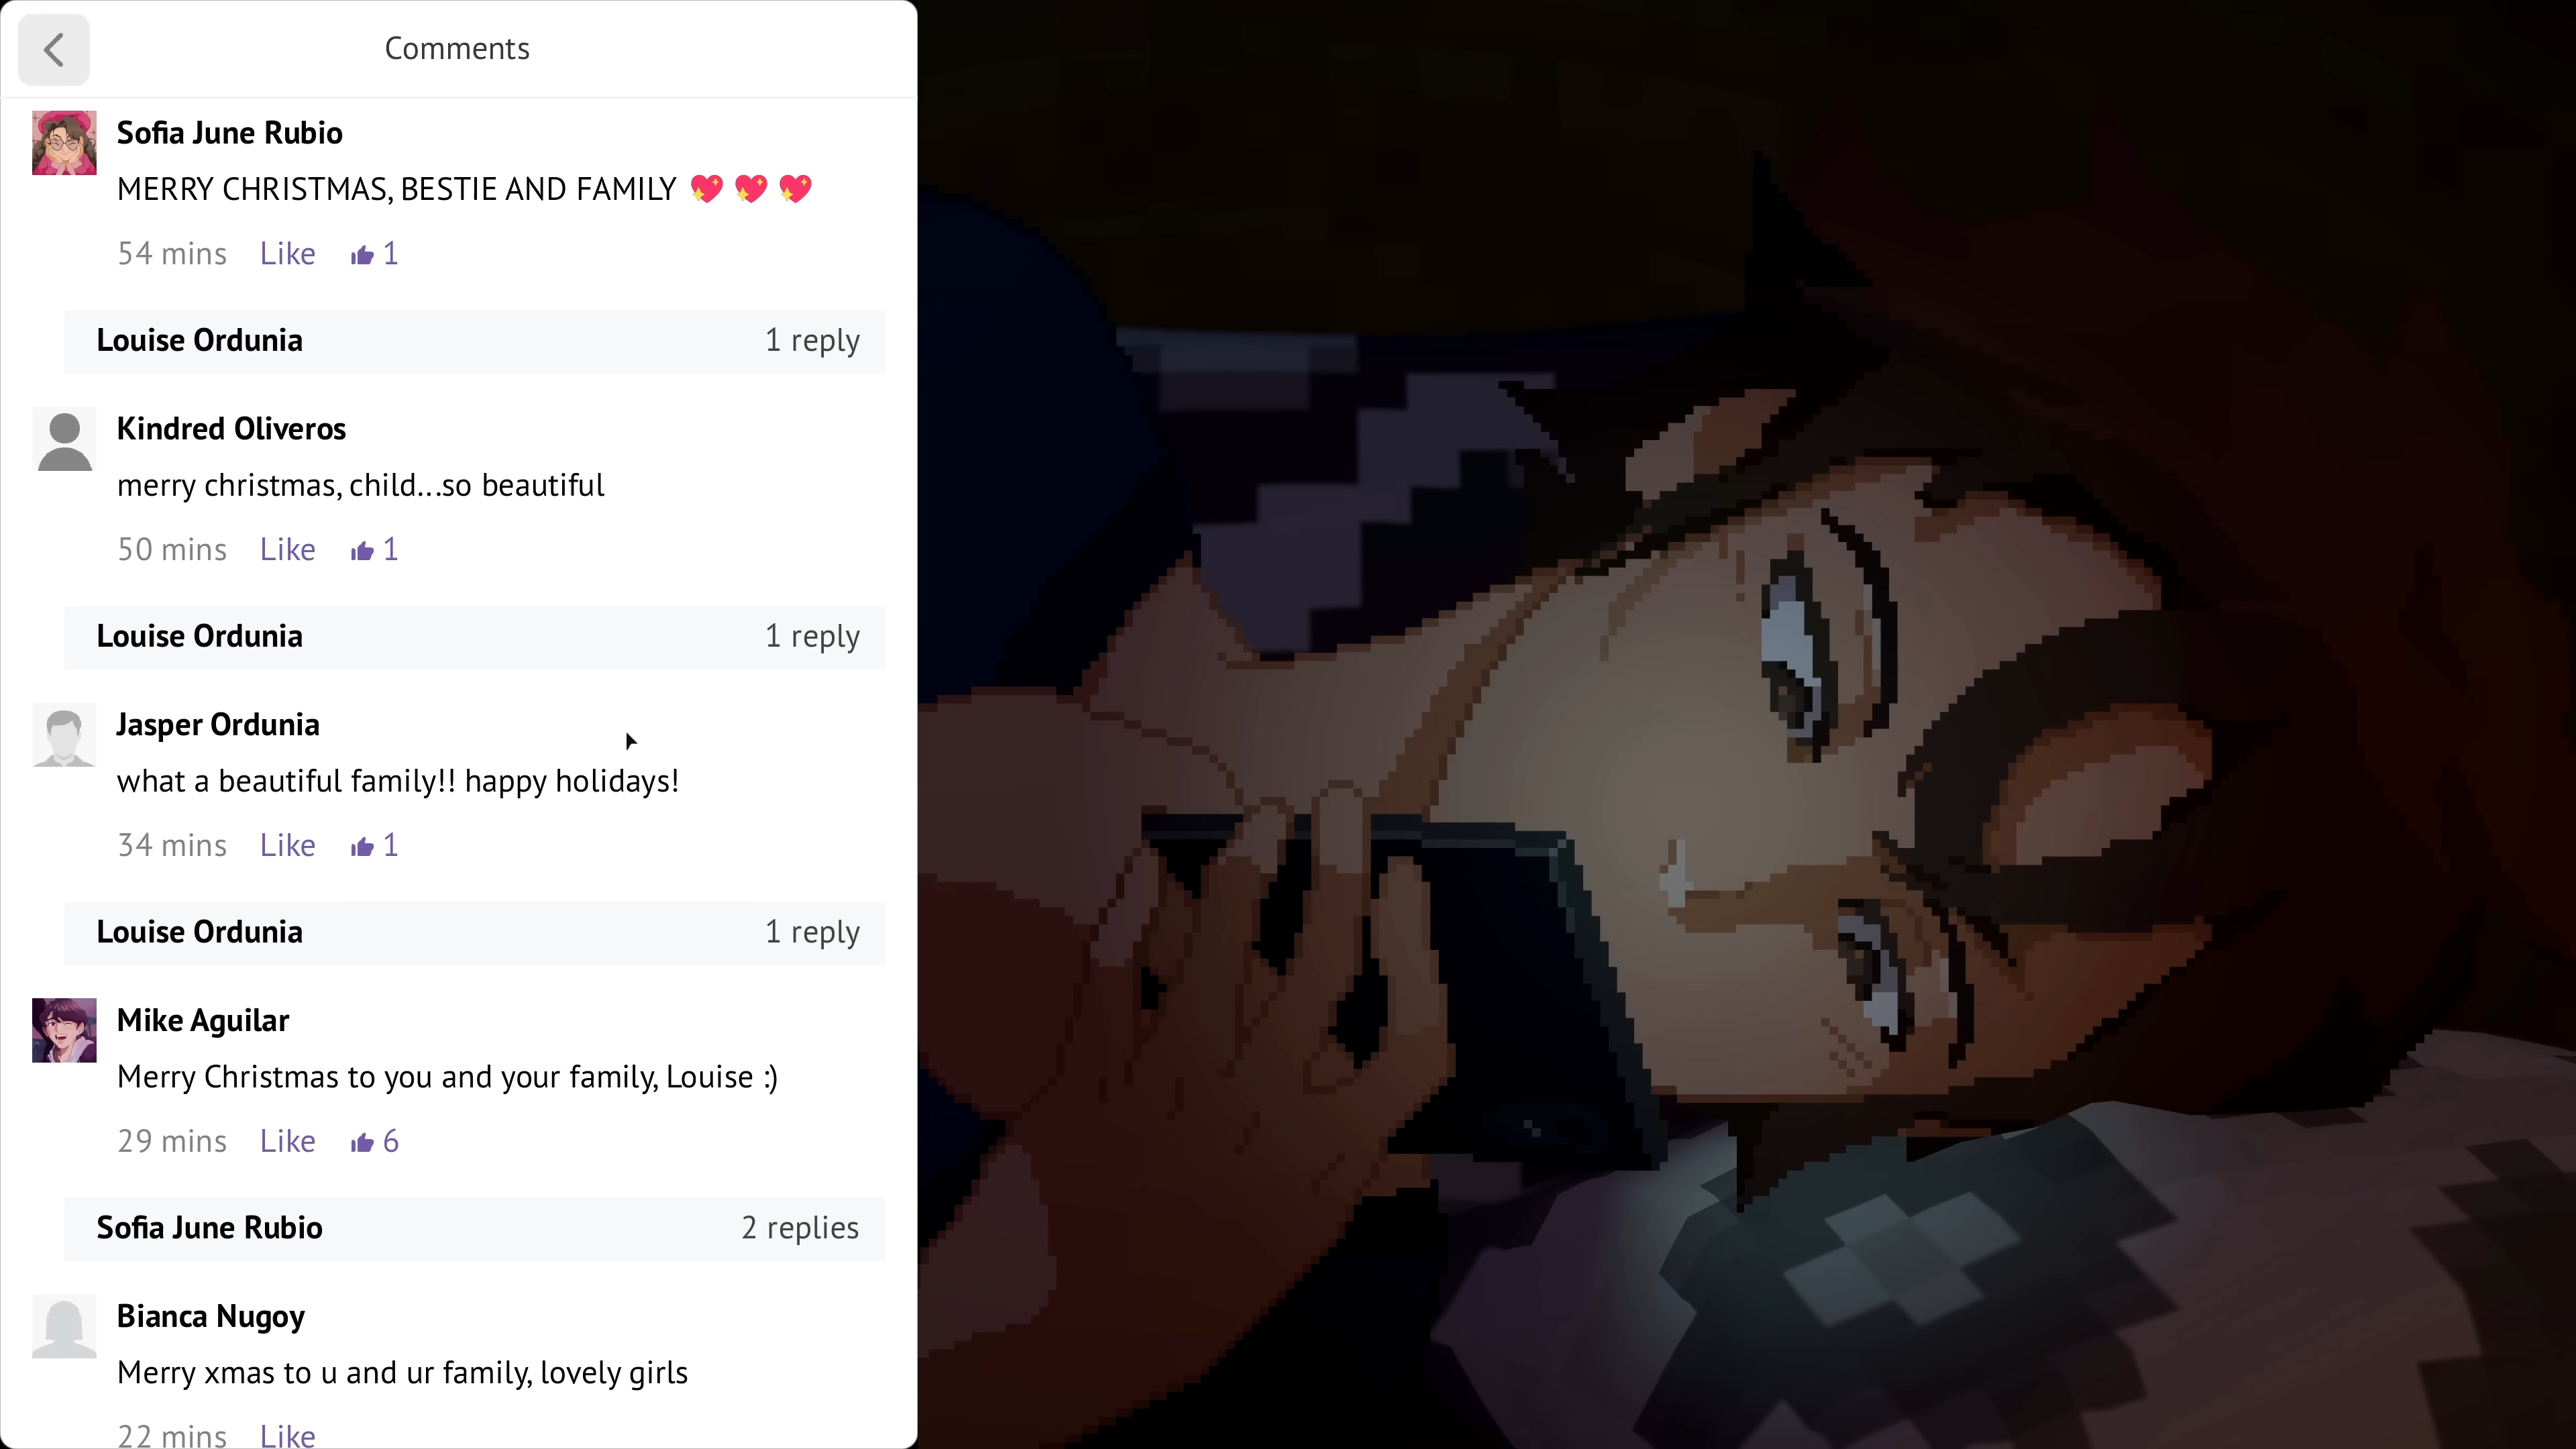 Comments
Sofia June Rubio
MERRY CHRISTMAS, BESTIE AND FAMILY 💖 💖 💖
54 mins Like 1
Louise Ordunia 1 reply
Kindred Oliveros
merry christmas, child...so beautiful
50 mins Like 1
Louise Ordunia 1 reply
Jasper Ordunia
what a beautiful family!! happy holidays!
34 mins Like 1
Louise Ordunia 1 reply
Mike Aguilar
Merry Christmas to you and your family, Louise :)
29 mins Like 6
Sofia June Rubio 2 replies
Bianca Nugoy
Merry xmas to u and ur family, lovely girls
22 mins Like